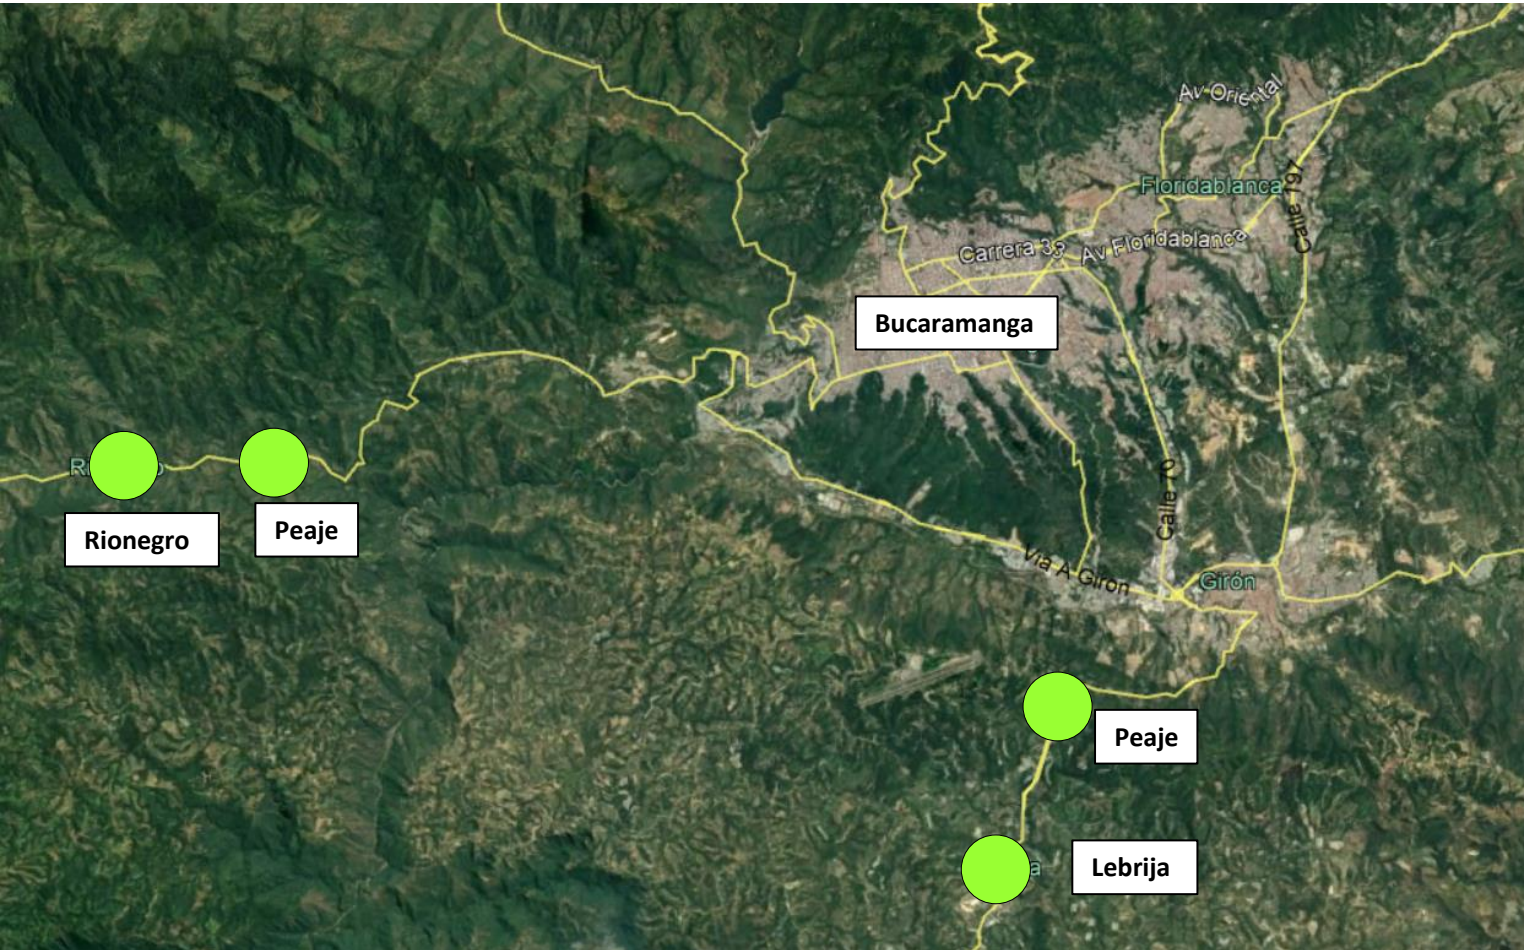 Av Oriental
Floridablanca
Calle 197
Carrera 33
Av Floridablanca
Bucaramanga
Calle 70
Rionegro
Peaje
Vía A Girón
Girón
Peaje
Lebrija